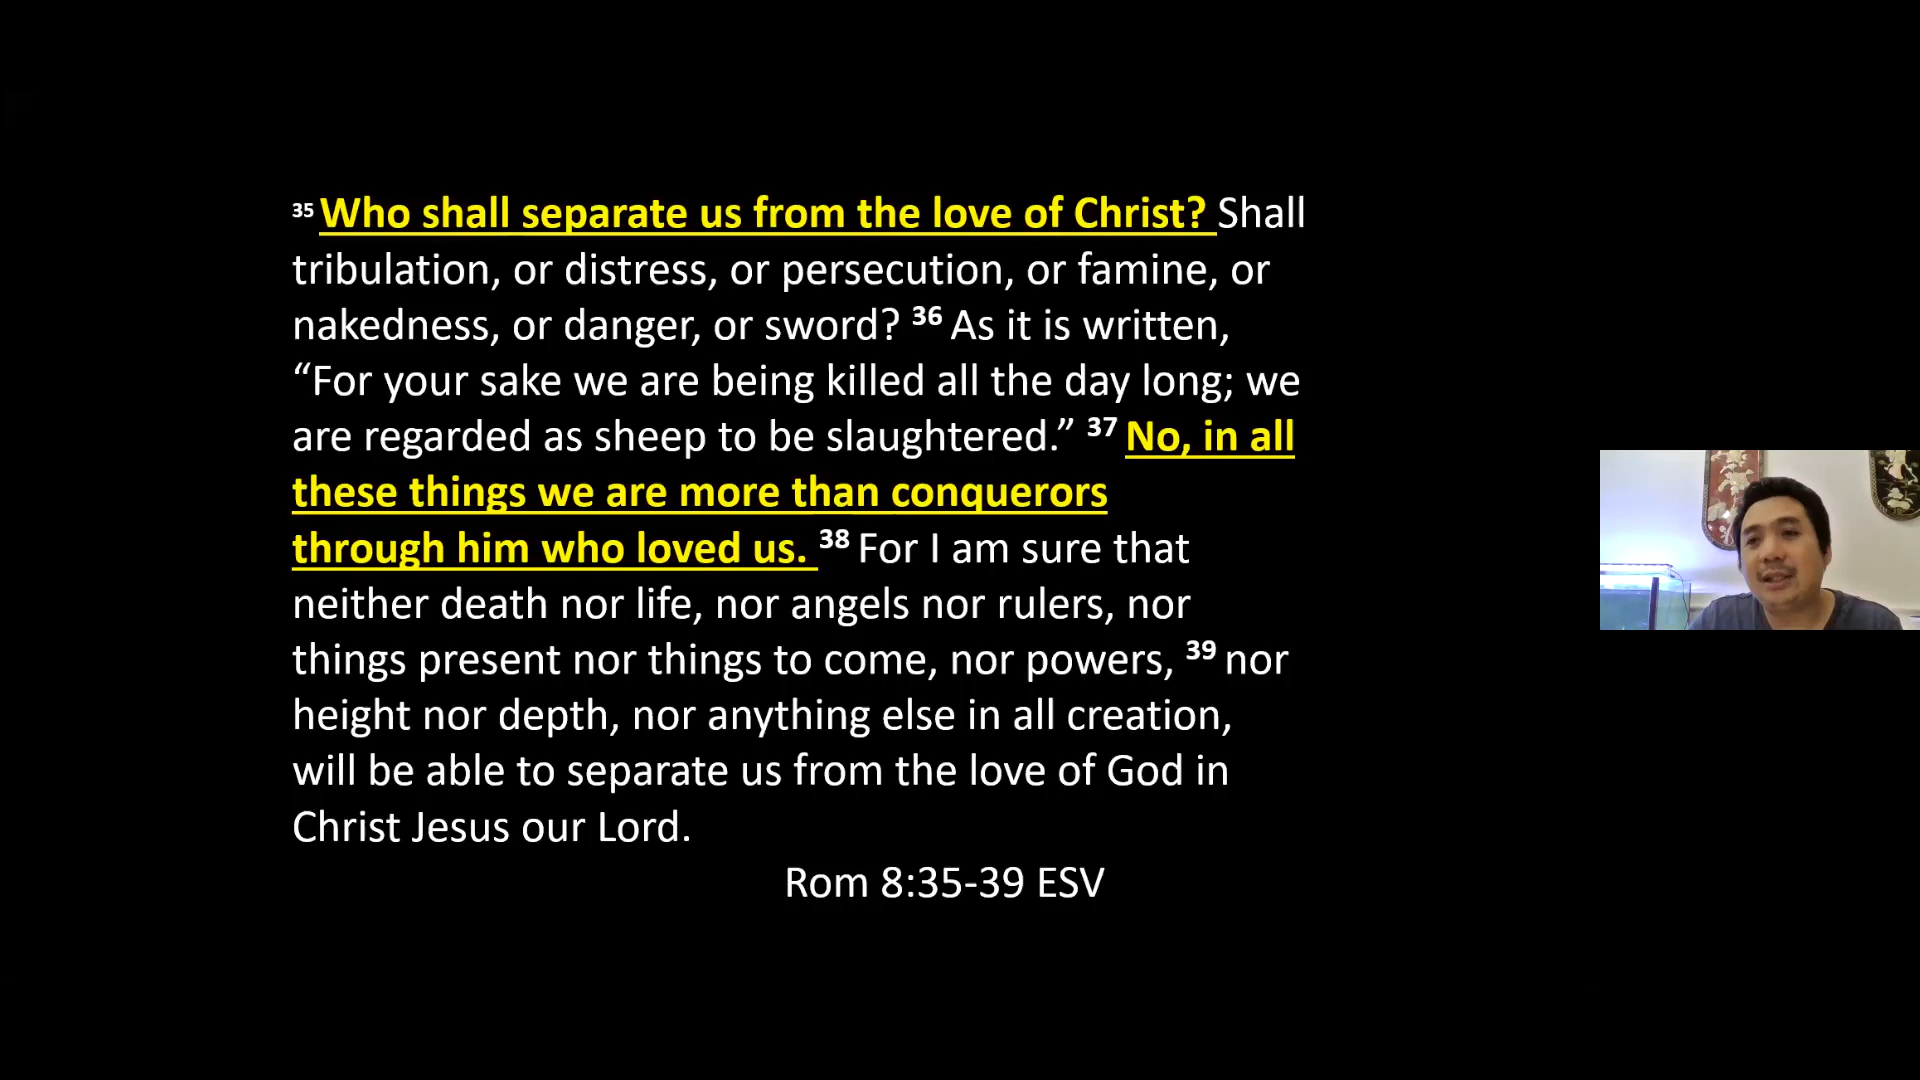 35 Who shall separate us from the love of Christ? Shall
tribulation, or distress, or persecution, or famine, or
nakedness, or danger, or sword? 36 As it is written,
“For your sake we are being killed all the day long; we
are regarded as sheep to be slaughtered.” 37 No, in all
these things we are more than conquerors
through him who loved us. 38 For I am sure that
neither death nor life, nor angels nor rulers, nor
things present nor things to come, nor powers, 39 nor
height nor depth, nor anything else in all creation,
will be able to separate us from the love of God in
Christ Jesus our Lord.
Rom 8:35-39 ESV